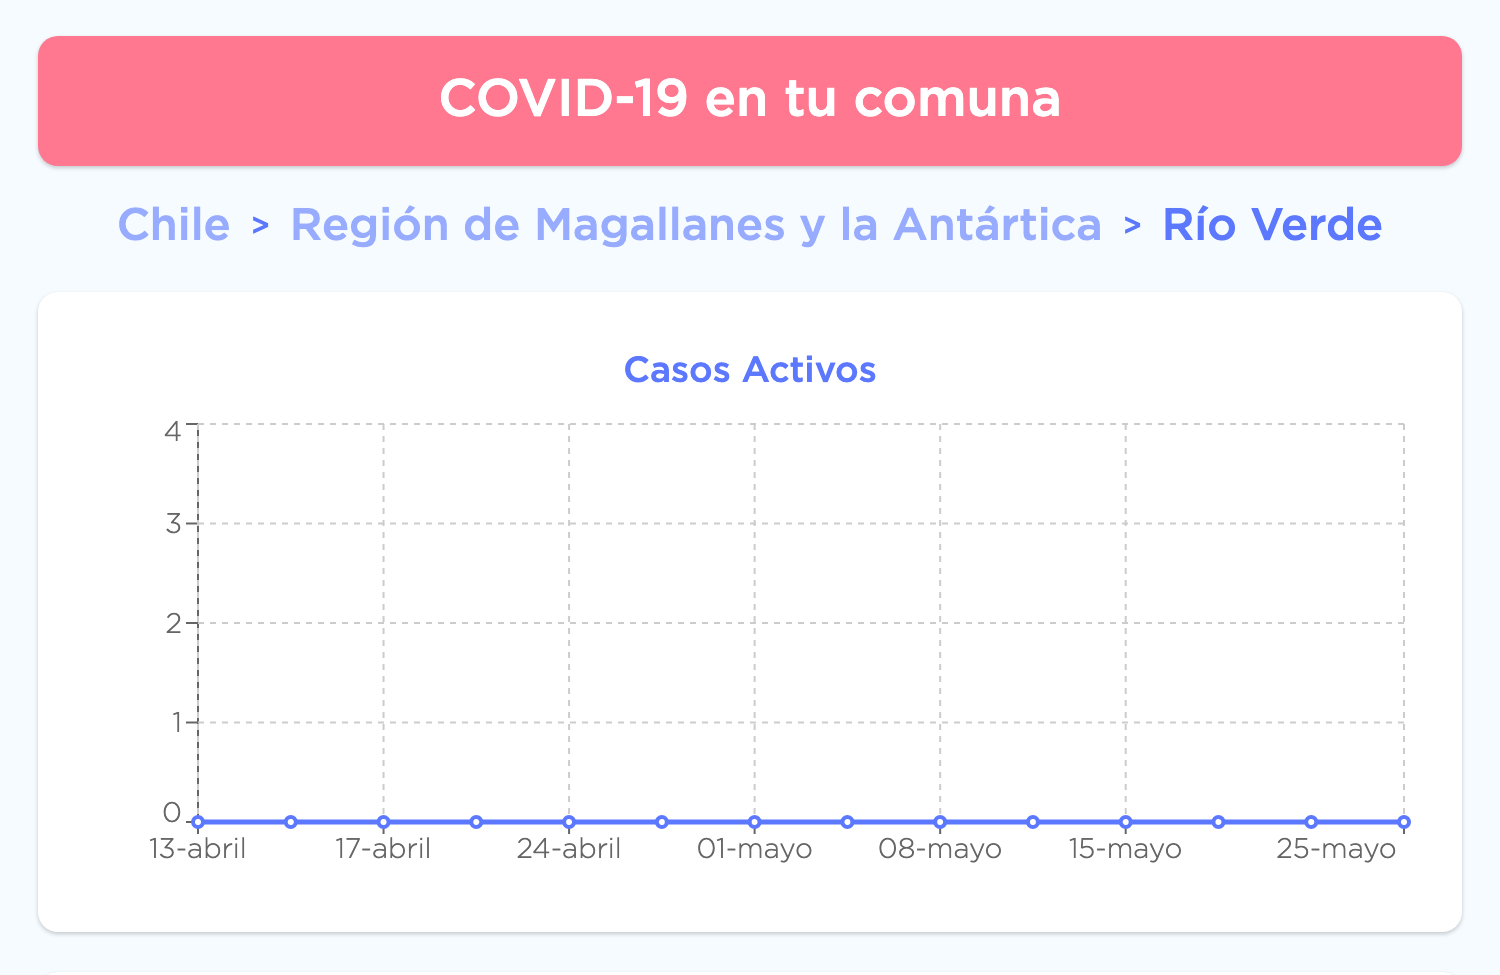 COVID-19 en tu comuna
Chile > Región de Magallanes y la Antártica > Río Verde
Casos Activos
4
3
2
1
0
13-abril 17-abril 24-abril 01-mayo 08-mayo 15-mayo 25-mayo